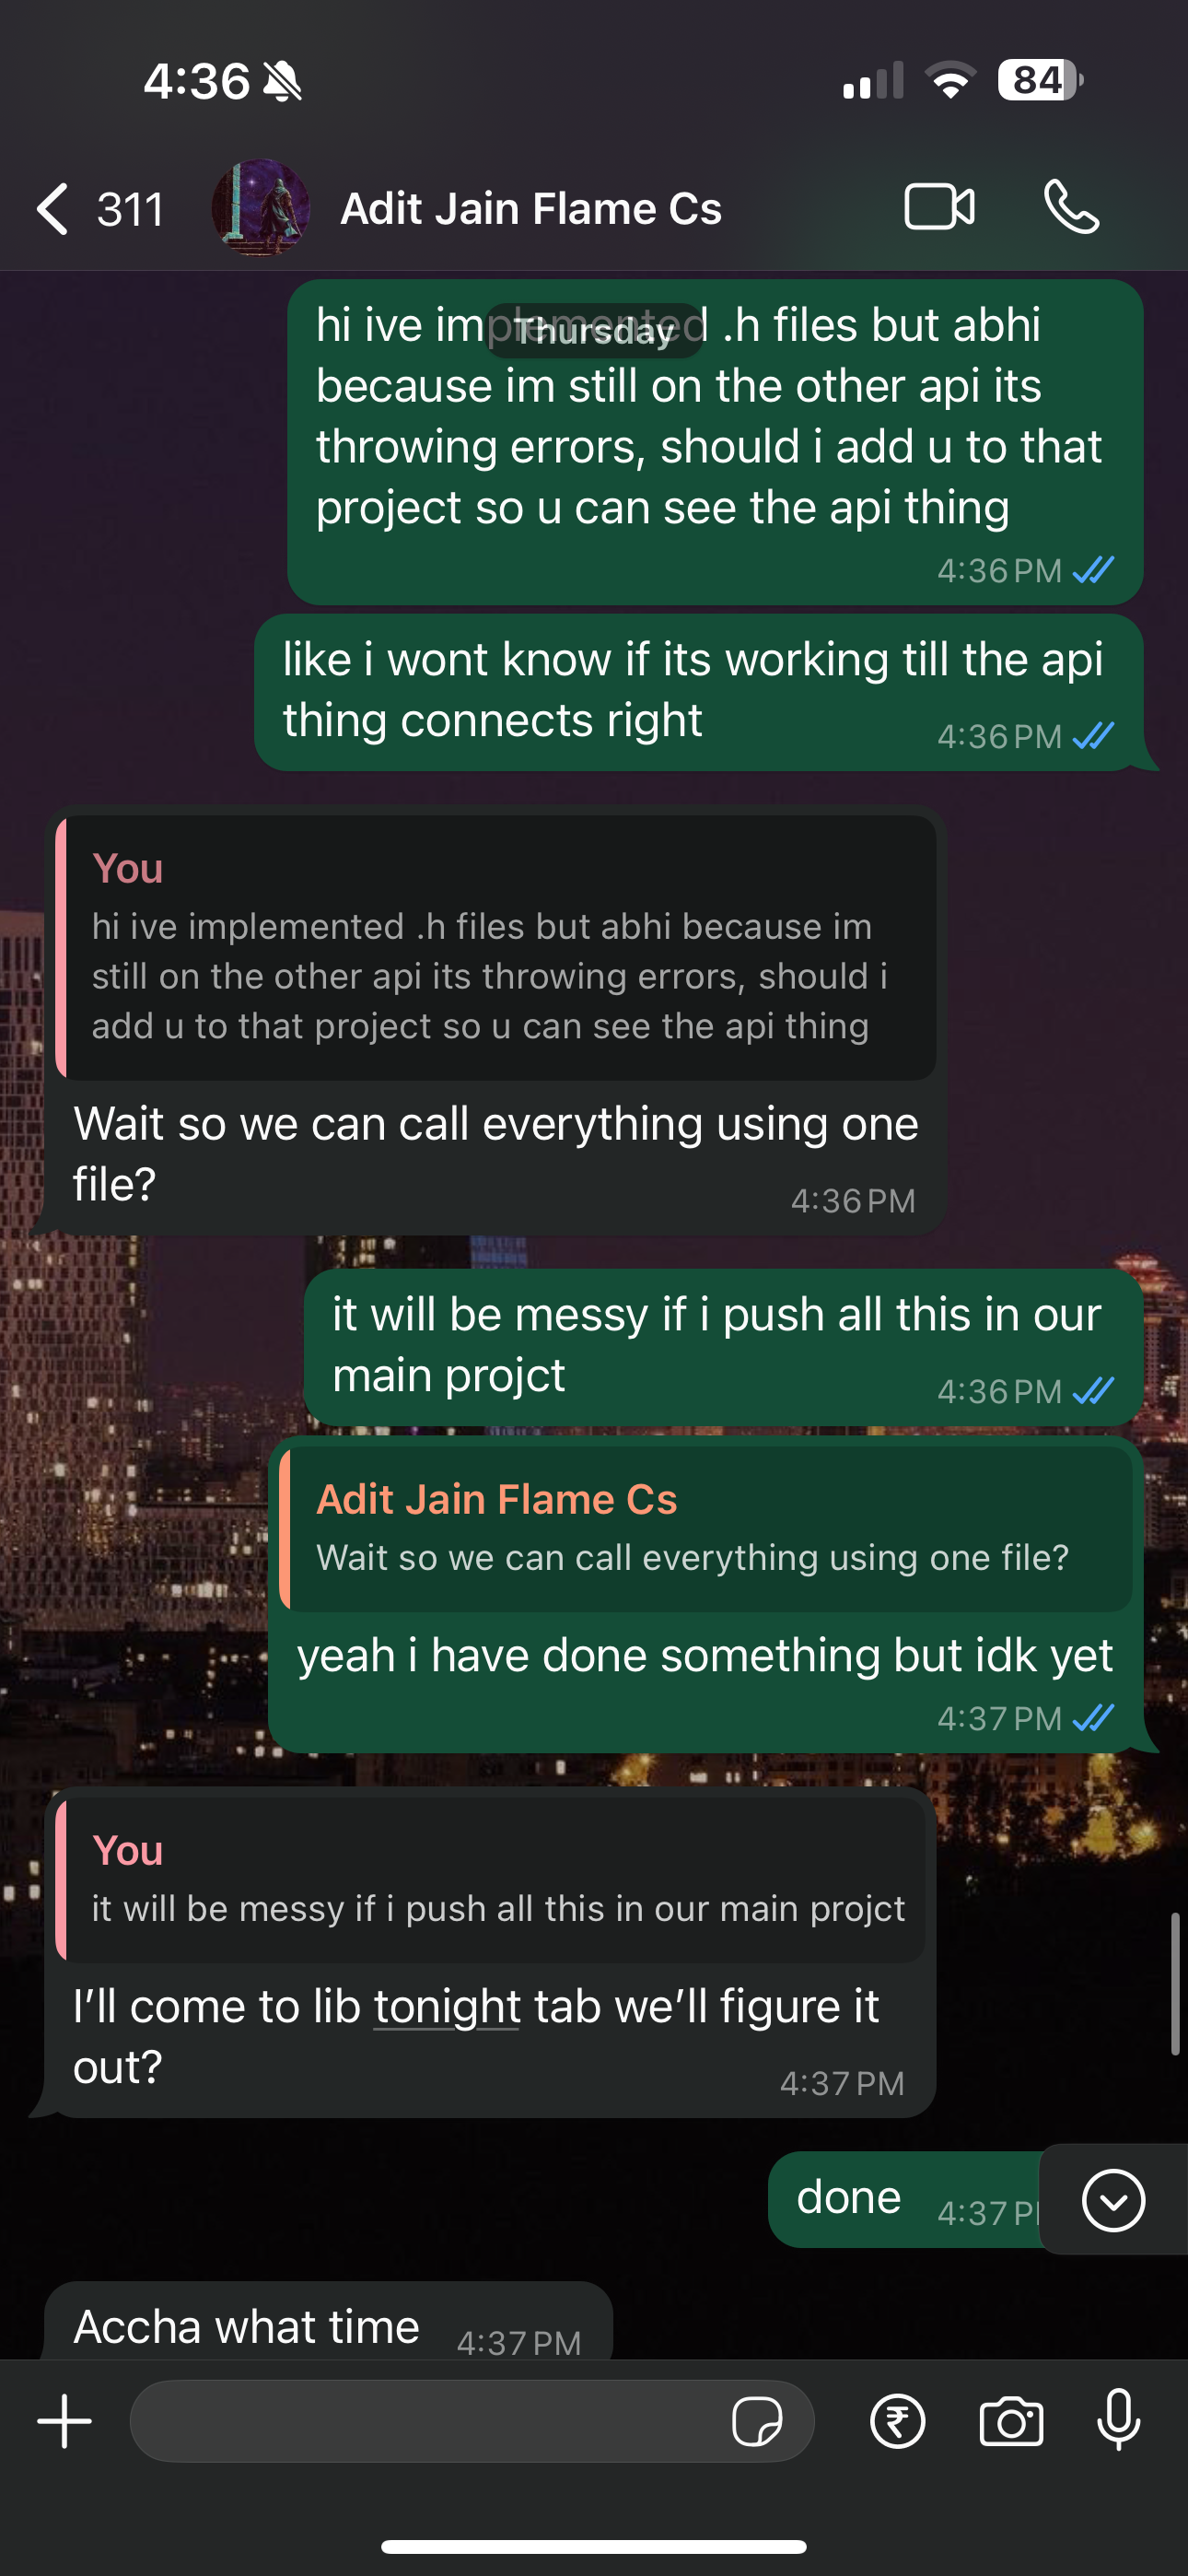 4:36
84
311
Adit Jain Flame Cs
Thursday
hi ive implemented .h files but abhi
because im still on the other api its
throwing errors, should i add u to that
project so u can see the api thing
4:36 PM
like i wont know if its working till the api
thing connects right
4:36 PM
You
hi ive implemented .h files but abhi because im
still on the other api its throwing errors, should i
add u to that project so u can see the api thing
Wait so we can call everything using one
file?
4:36 PM
it will be messy if i push all this in our
main projct
4:36 PM
Adit Jain Flame Cs
Wait so we can call everything using one file?
yeah i have done something but idk yet
4:37 PM
You
it will be messy if i push all this in our main projct
I’ll come to lib tonight tab we’ll figure it
out?
4:37 PM
done
4:37 P
Accha what time
4:37 PM
₹